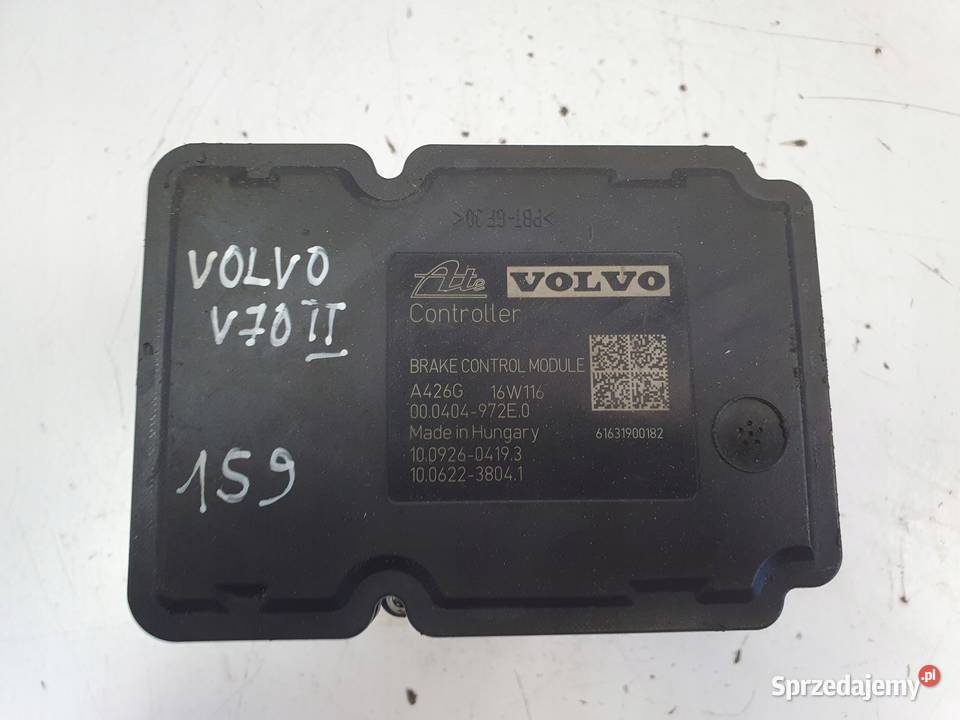 >PBT-GF30<
Ate VOLVO
Controller
BRAKE CONTROL MODULE
A426G 16W116
00.0404-972E.0
Made in Hungary
61631900182
10.0926-0419.3
10.0622-3804.1
VOLVO
V70 II
159
Sprzedajemy.pl